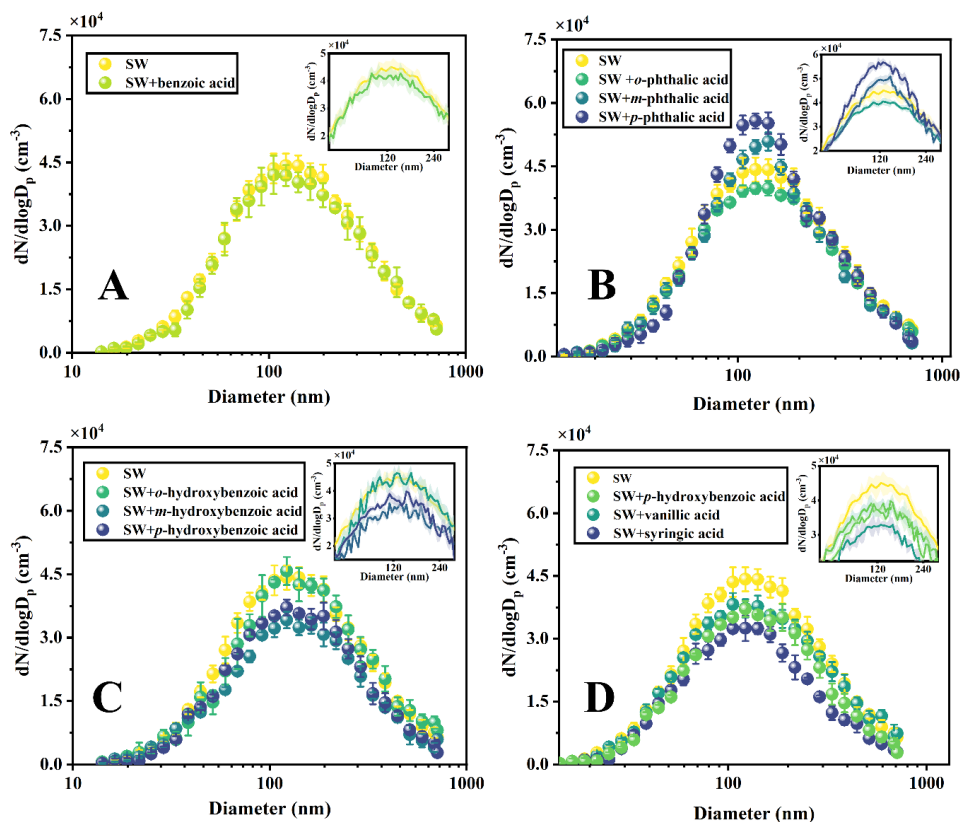 ×10⁴
7.5
6.0
4.5
3.0
1.5
0.0
dN/dlogDp (cm⁻³)
SW
SW+benzoic acid
×10⁴
5
4
3
2
dN/dlogDp (cm⁻³)
120
240
Diameter (nm)
A
10
100
1000
Diameter (nm)
×10⁴
7.5
6.0
4.5
3.0
1.5
0.0
dN/dlogDp (cm⁻³)
SW
SW+o-phthalic acid
SW+m-phthalic acid
SW+p-phthalic acid
×10⁴
6
5
4
3
2
dN/dlogDp (cm⁻³)
120
240
Diameter (nm)
B
100
1000
Diameter (nm)
×10⁴
7.5
6.0
4.5
3.0
1.5
0.0
dN/dlogDp (cm⁻³)
SW
SW+o-hydroxybenzoic acid
SW+m-hydroxybenzoic acid
SW+p-hydroxybenzoic acid
×10⁴
5
4
3
2
dN/dlogDp (cm⁻³)
120
240
Diameter (nm)
C
10
100
1000
Diameter (nm)
×10⁴
7.5
6.0
4.5
3.0
1.5
0.0
dN/dlogDp (cm⁻³)
SW
SW+p-hydroxybenzoic acid
SW+vanillic acid
SW+syringic acid
×10⁴
5
4
3
dN/dlogDp (cm⁻³)
120
240
Diameter (nm)
D
100
1000
Diameter (nm)